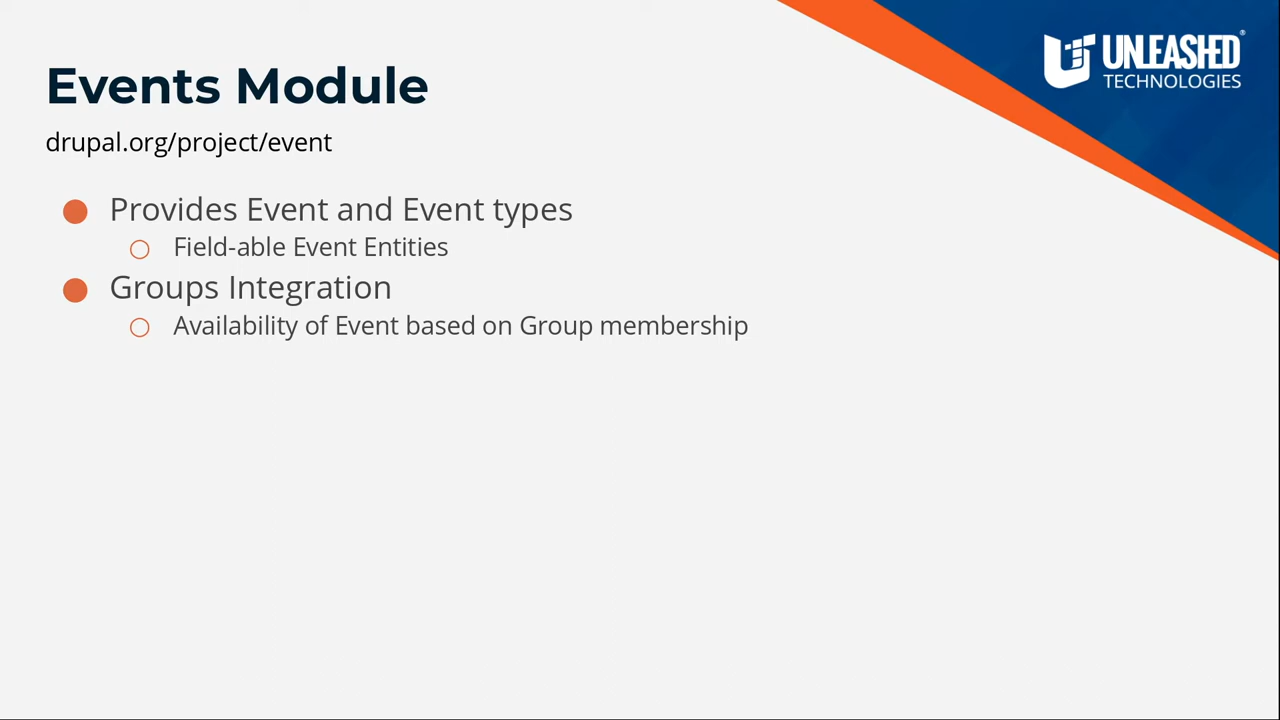 UNLEASHED®
TECHNOLOGIES
Events Module
drupal.org/project/event
Provides Event and Event types
Field-able Event Entities
Groups Integration
Availability of Event based on Group membership